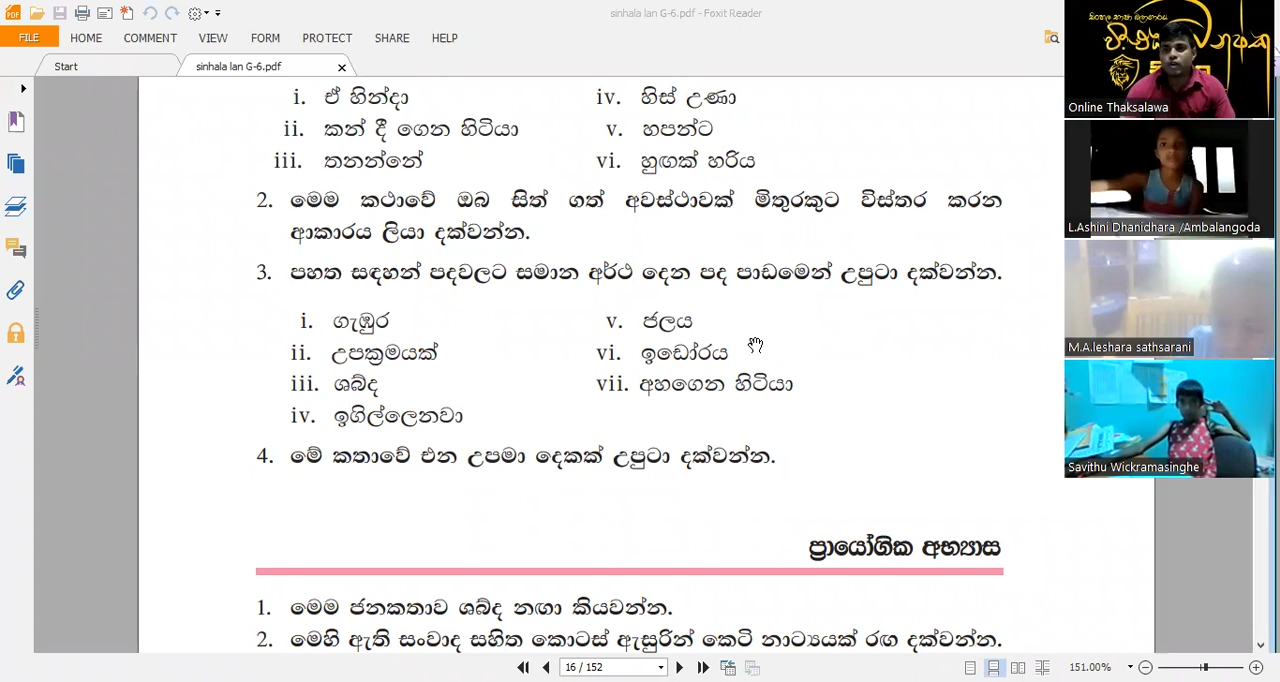 sinhala lan G-6.pdf - Foxit Reader
FILE HOME COMMENT VIEW FORM PROTECT SHARE HELP
Start sinhala lan G-6.pdf
i. ඒ හින්දා iv. හිස් උණා
ii. කන් දී ගෙන හිටියා v. හපන්ට
iii. තනන්නේ vi. හුඟක් හරිය
2. මෙම කථාවේ ඔබ සිත් ගත් අවස්ථාවක් මිතුරකුට විස්තර කරන
ආකාරය ලියා දක්වන්න.
3. පහත සඳහන් පදවලට සමාන අර්ථ දෙන පද පාඩමෙන් උපුටා දක්වන්න.
i. ගැඹුර v. ජලය
ii. උපක්‍රමයක් vi. ඉඩෝරය
iii. ශබ්ද vii. අහගෙන හිටියා
iv. ඉගිල්ලෙනවා
4. මේ කතාවේ එන උපමා දෙකක් උපුටා දක්වන්න.
ප්‍රායෝගික අභ්‍යාස
1. මෙම ජනකතාව ශබ්ද නඟා කියවන්න.
2. මෙහි ඇති සංවාද සහිත කොටස් ඇසුරින් කෙටි නාට්‍යයක් රඟ දක්වන්න.
16 / 152
151.00%
Online Thaksalawa
L.Ashini Dhanidhara /Ambalangoda
M.A.leshara sathsarani
Savithu Wickramasinghe